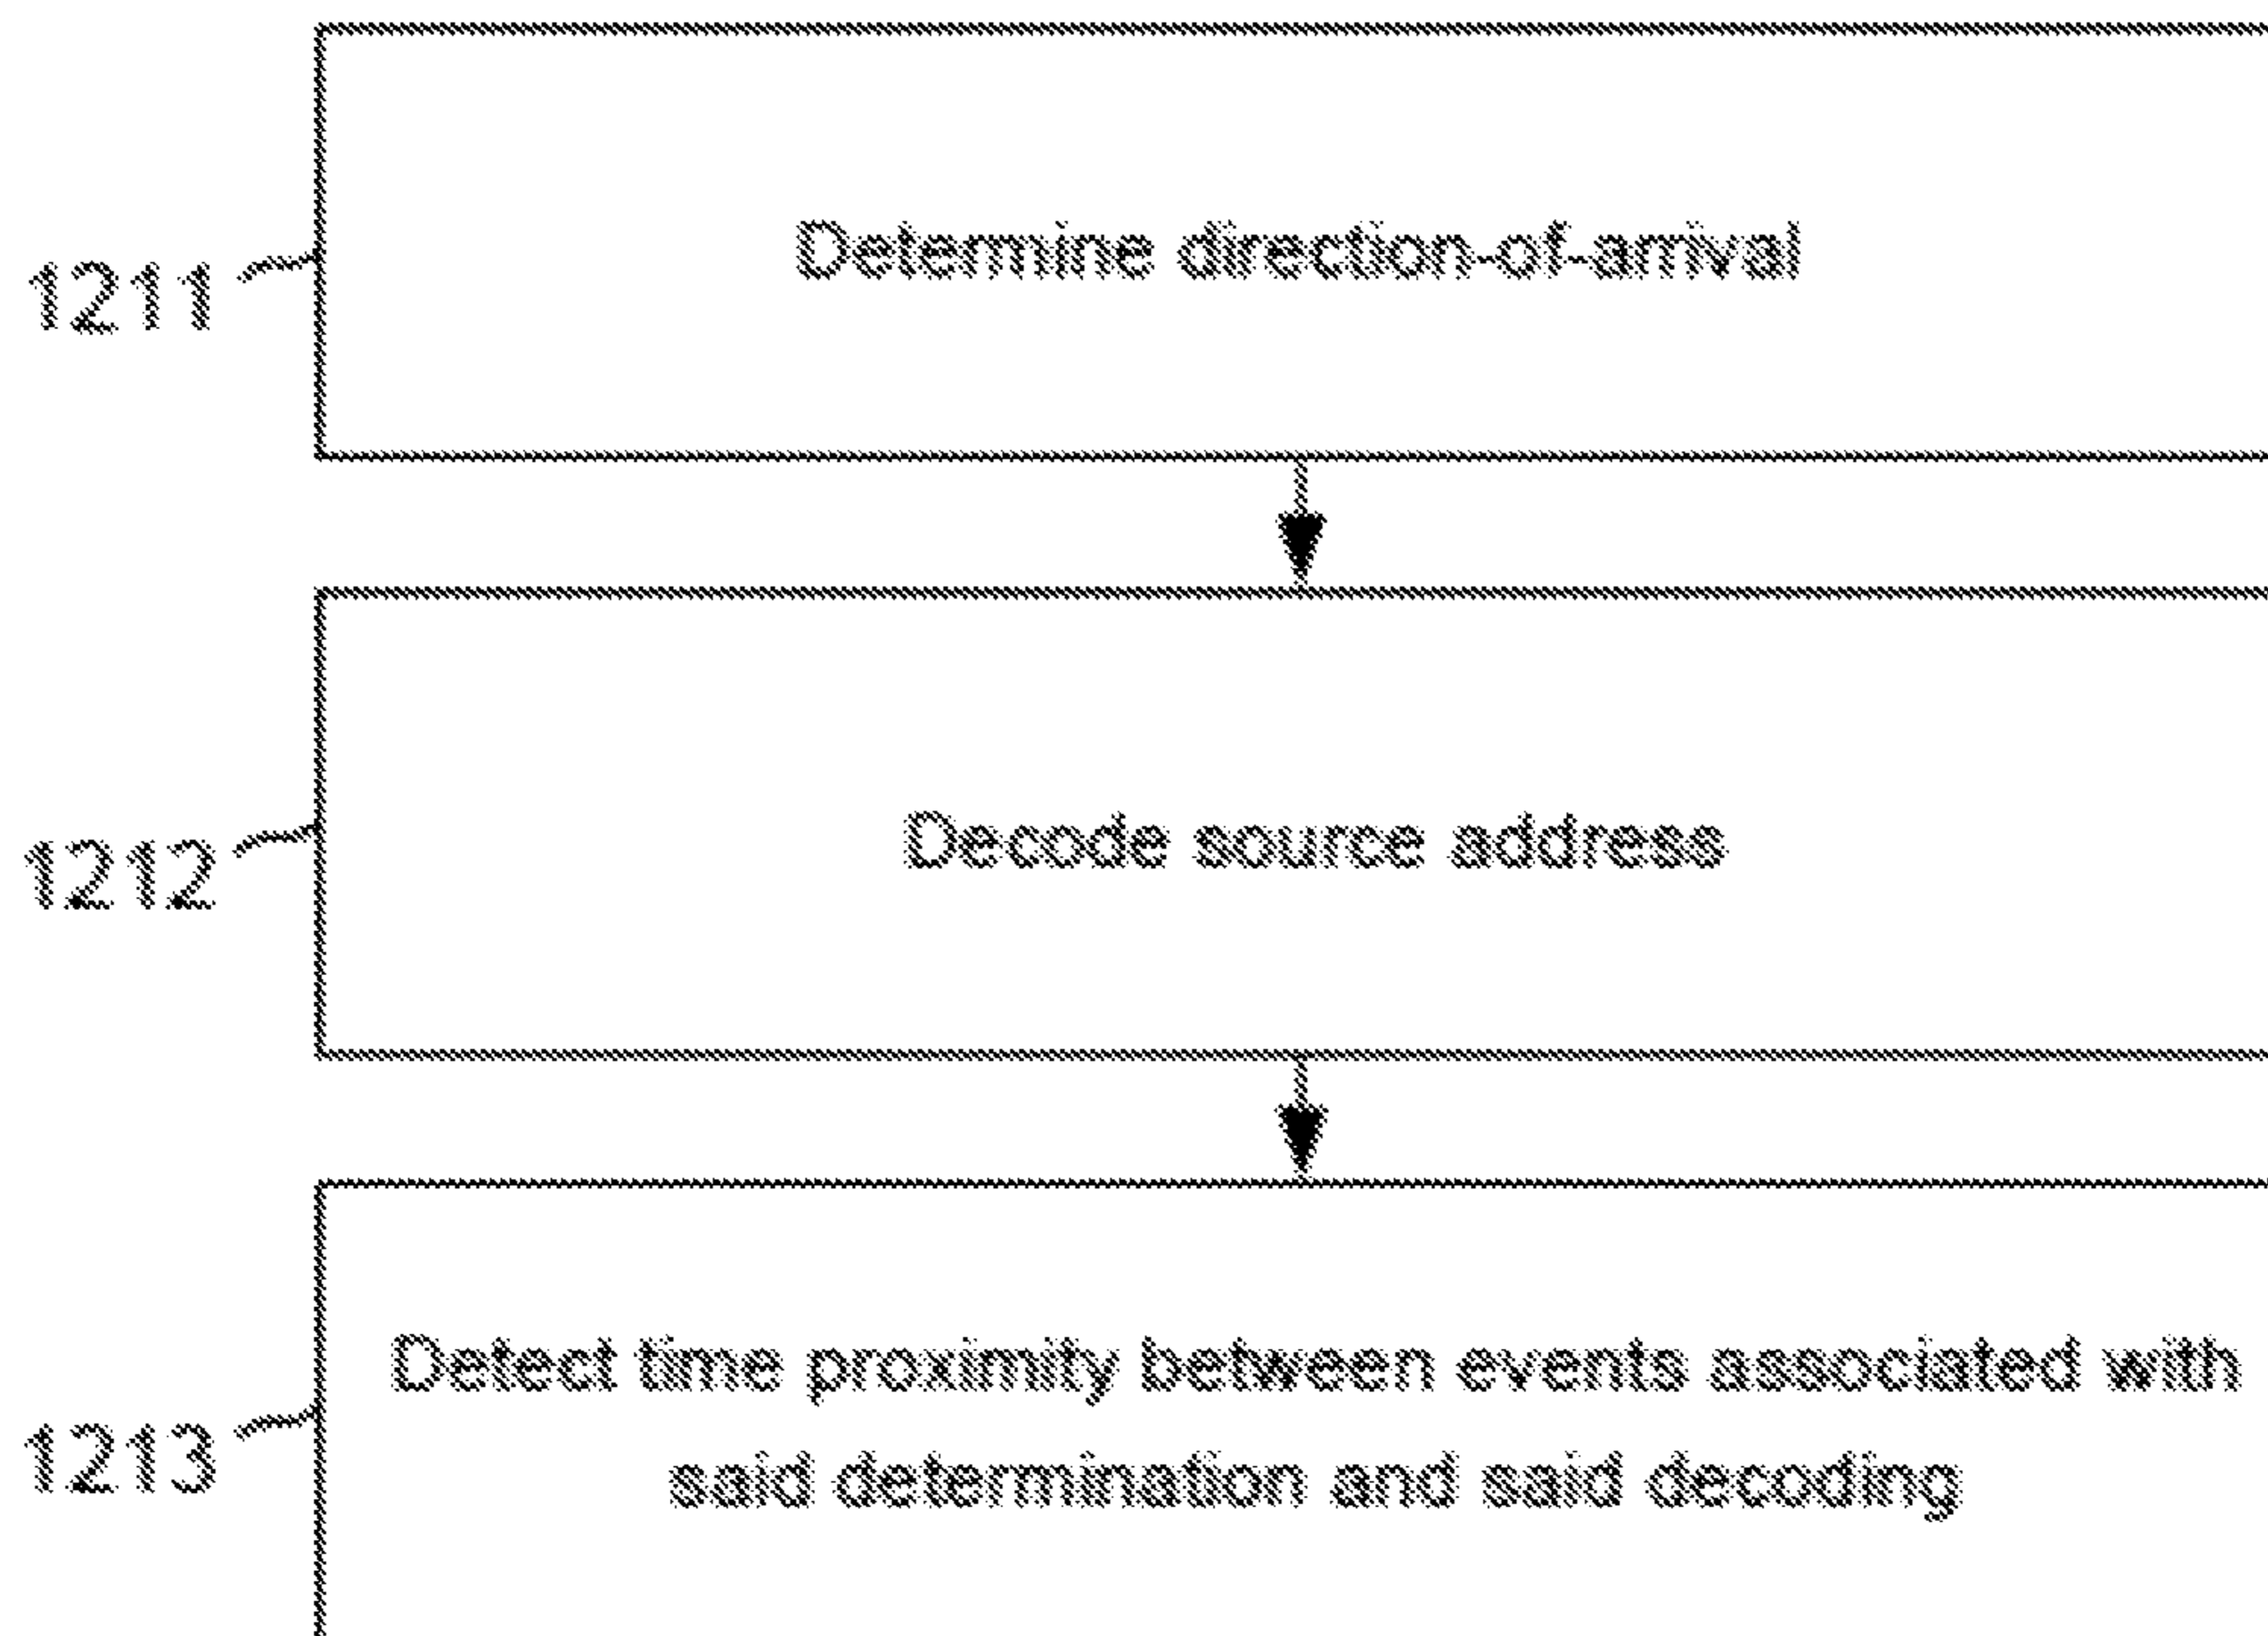 Determine direction-of-arrival
1211
Decode source address
1212
Detect time proximity between events associated with
said determination and said decoding
1213